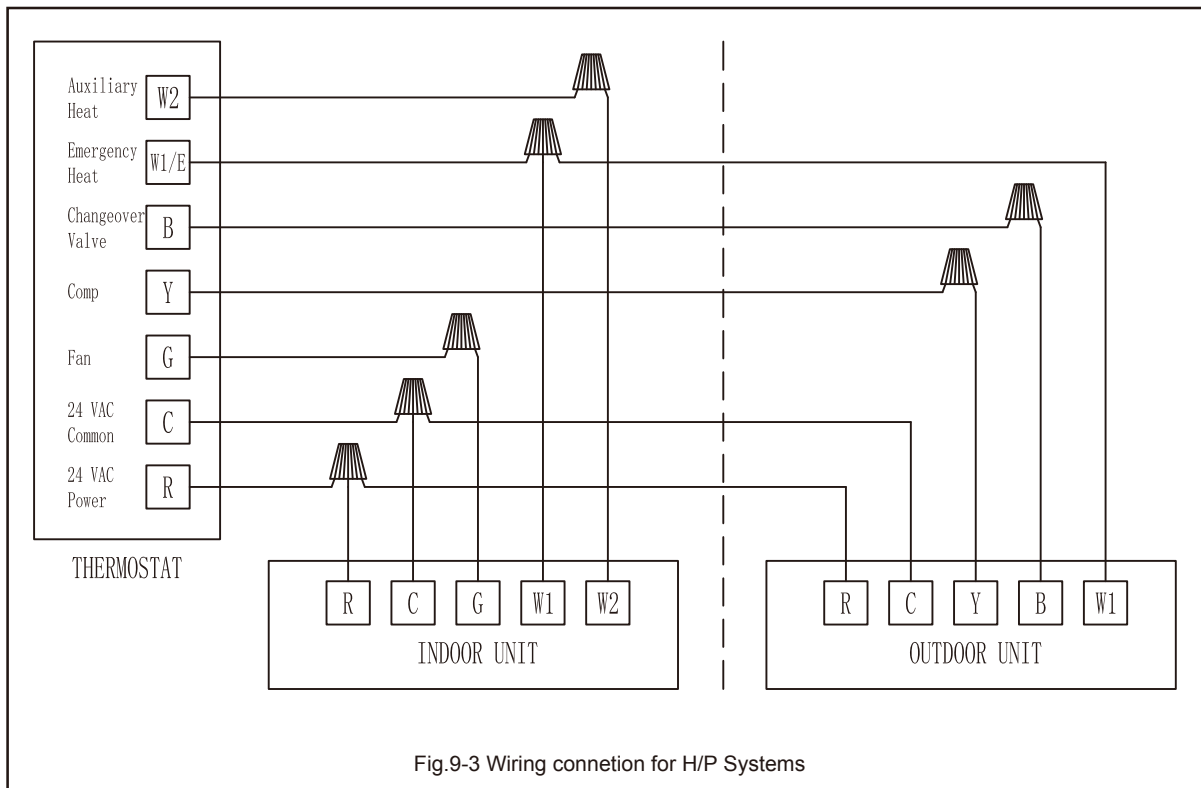 Auxiliary
Heat
W2
Emergency
Heat
W1/E
Changeover
Valve
B
Comp
Y
Fan
G
24 VAC
Common
C
24 VAC
Power
R
THERMOSTAT
R C G W1 W2
INDOOR UNIT
R C Y B W1
OUTDOOR UNIT
Fig.9-3 Wiring connetion for H/P Systems